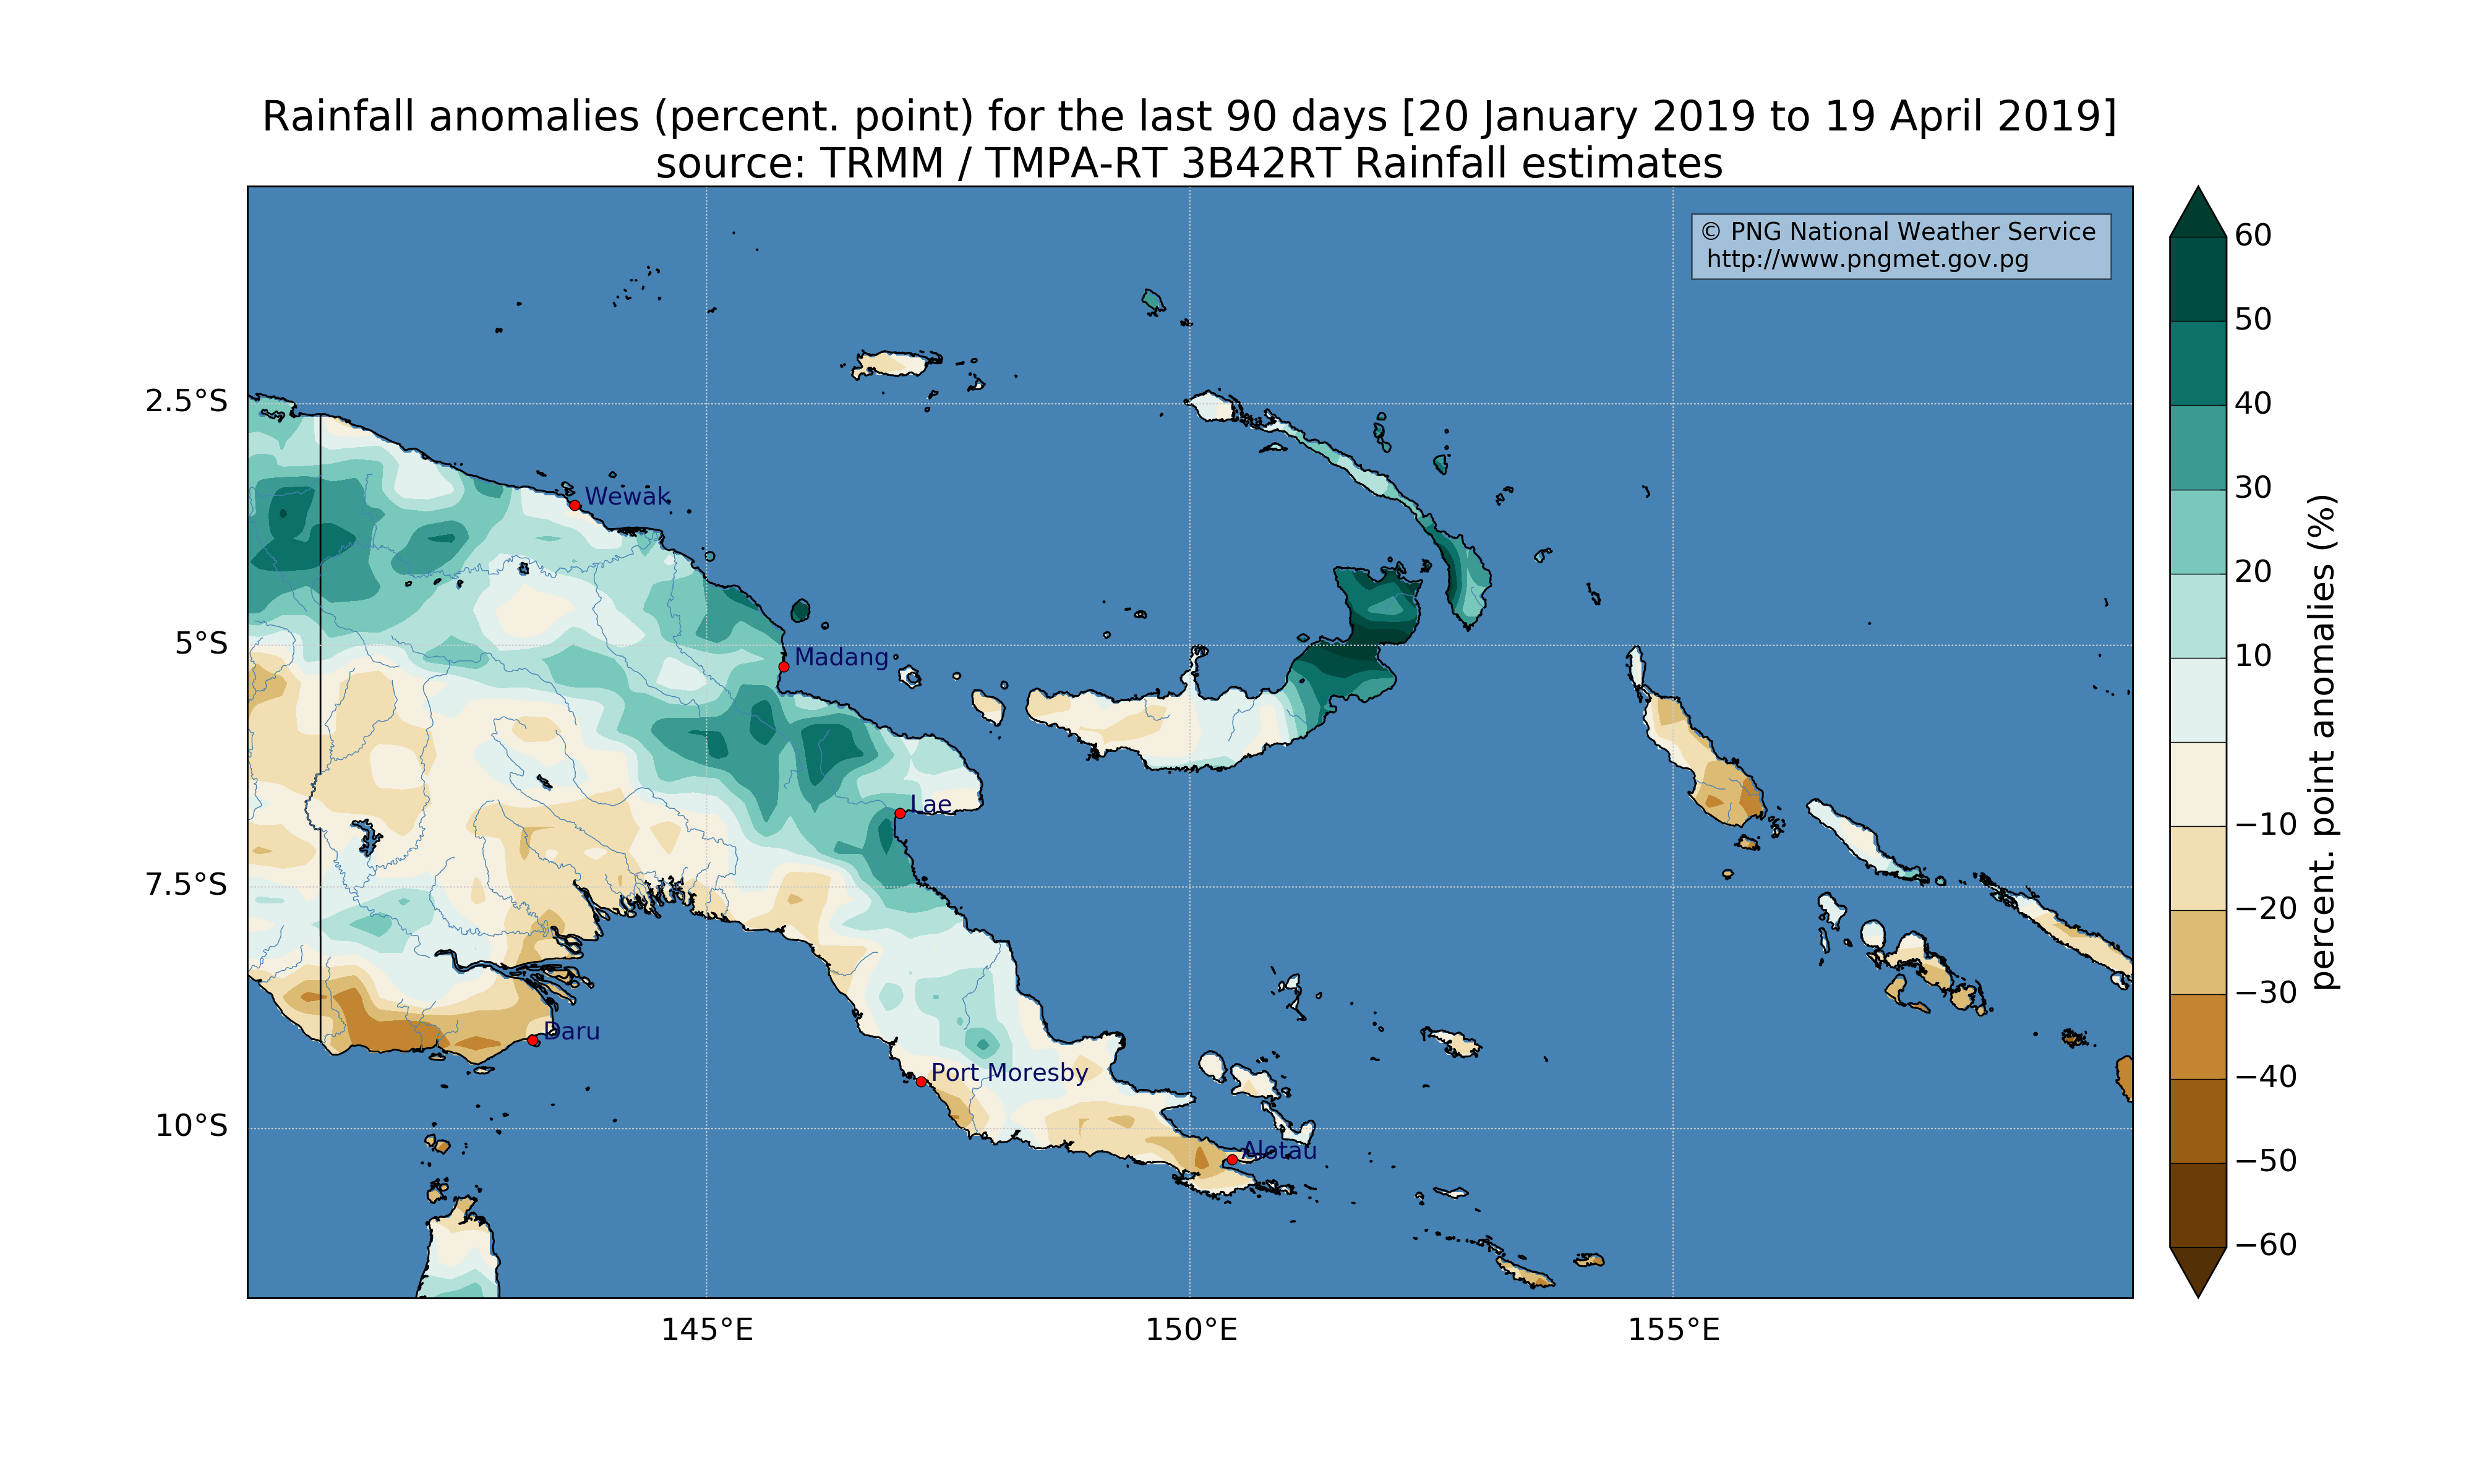 Rainfall anomalies (percent. point) for the last 90 days [20 January 2019 to 19 April 2019]
source: TRMM / TMPA-RT 3B42RT Rainfall estimates
© PNG National Weather Service
http://www.pngmet.gov.pg
2.5°S
5°S
7.5°S
10°S
Wewak
Madang
Lae
Daru
Port Moresby
Alotau
145°E
150°E
155°E
60
50
40
30
20
10
−10
−20
−30
−40
−50
−60
percent. point anomalies (%)